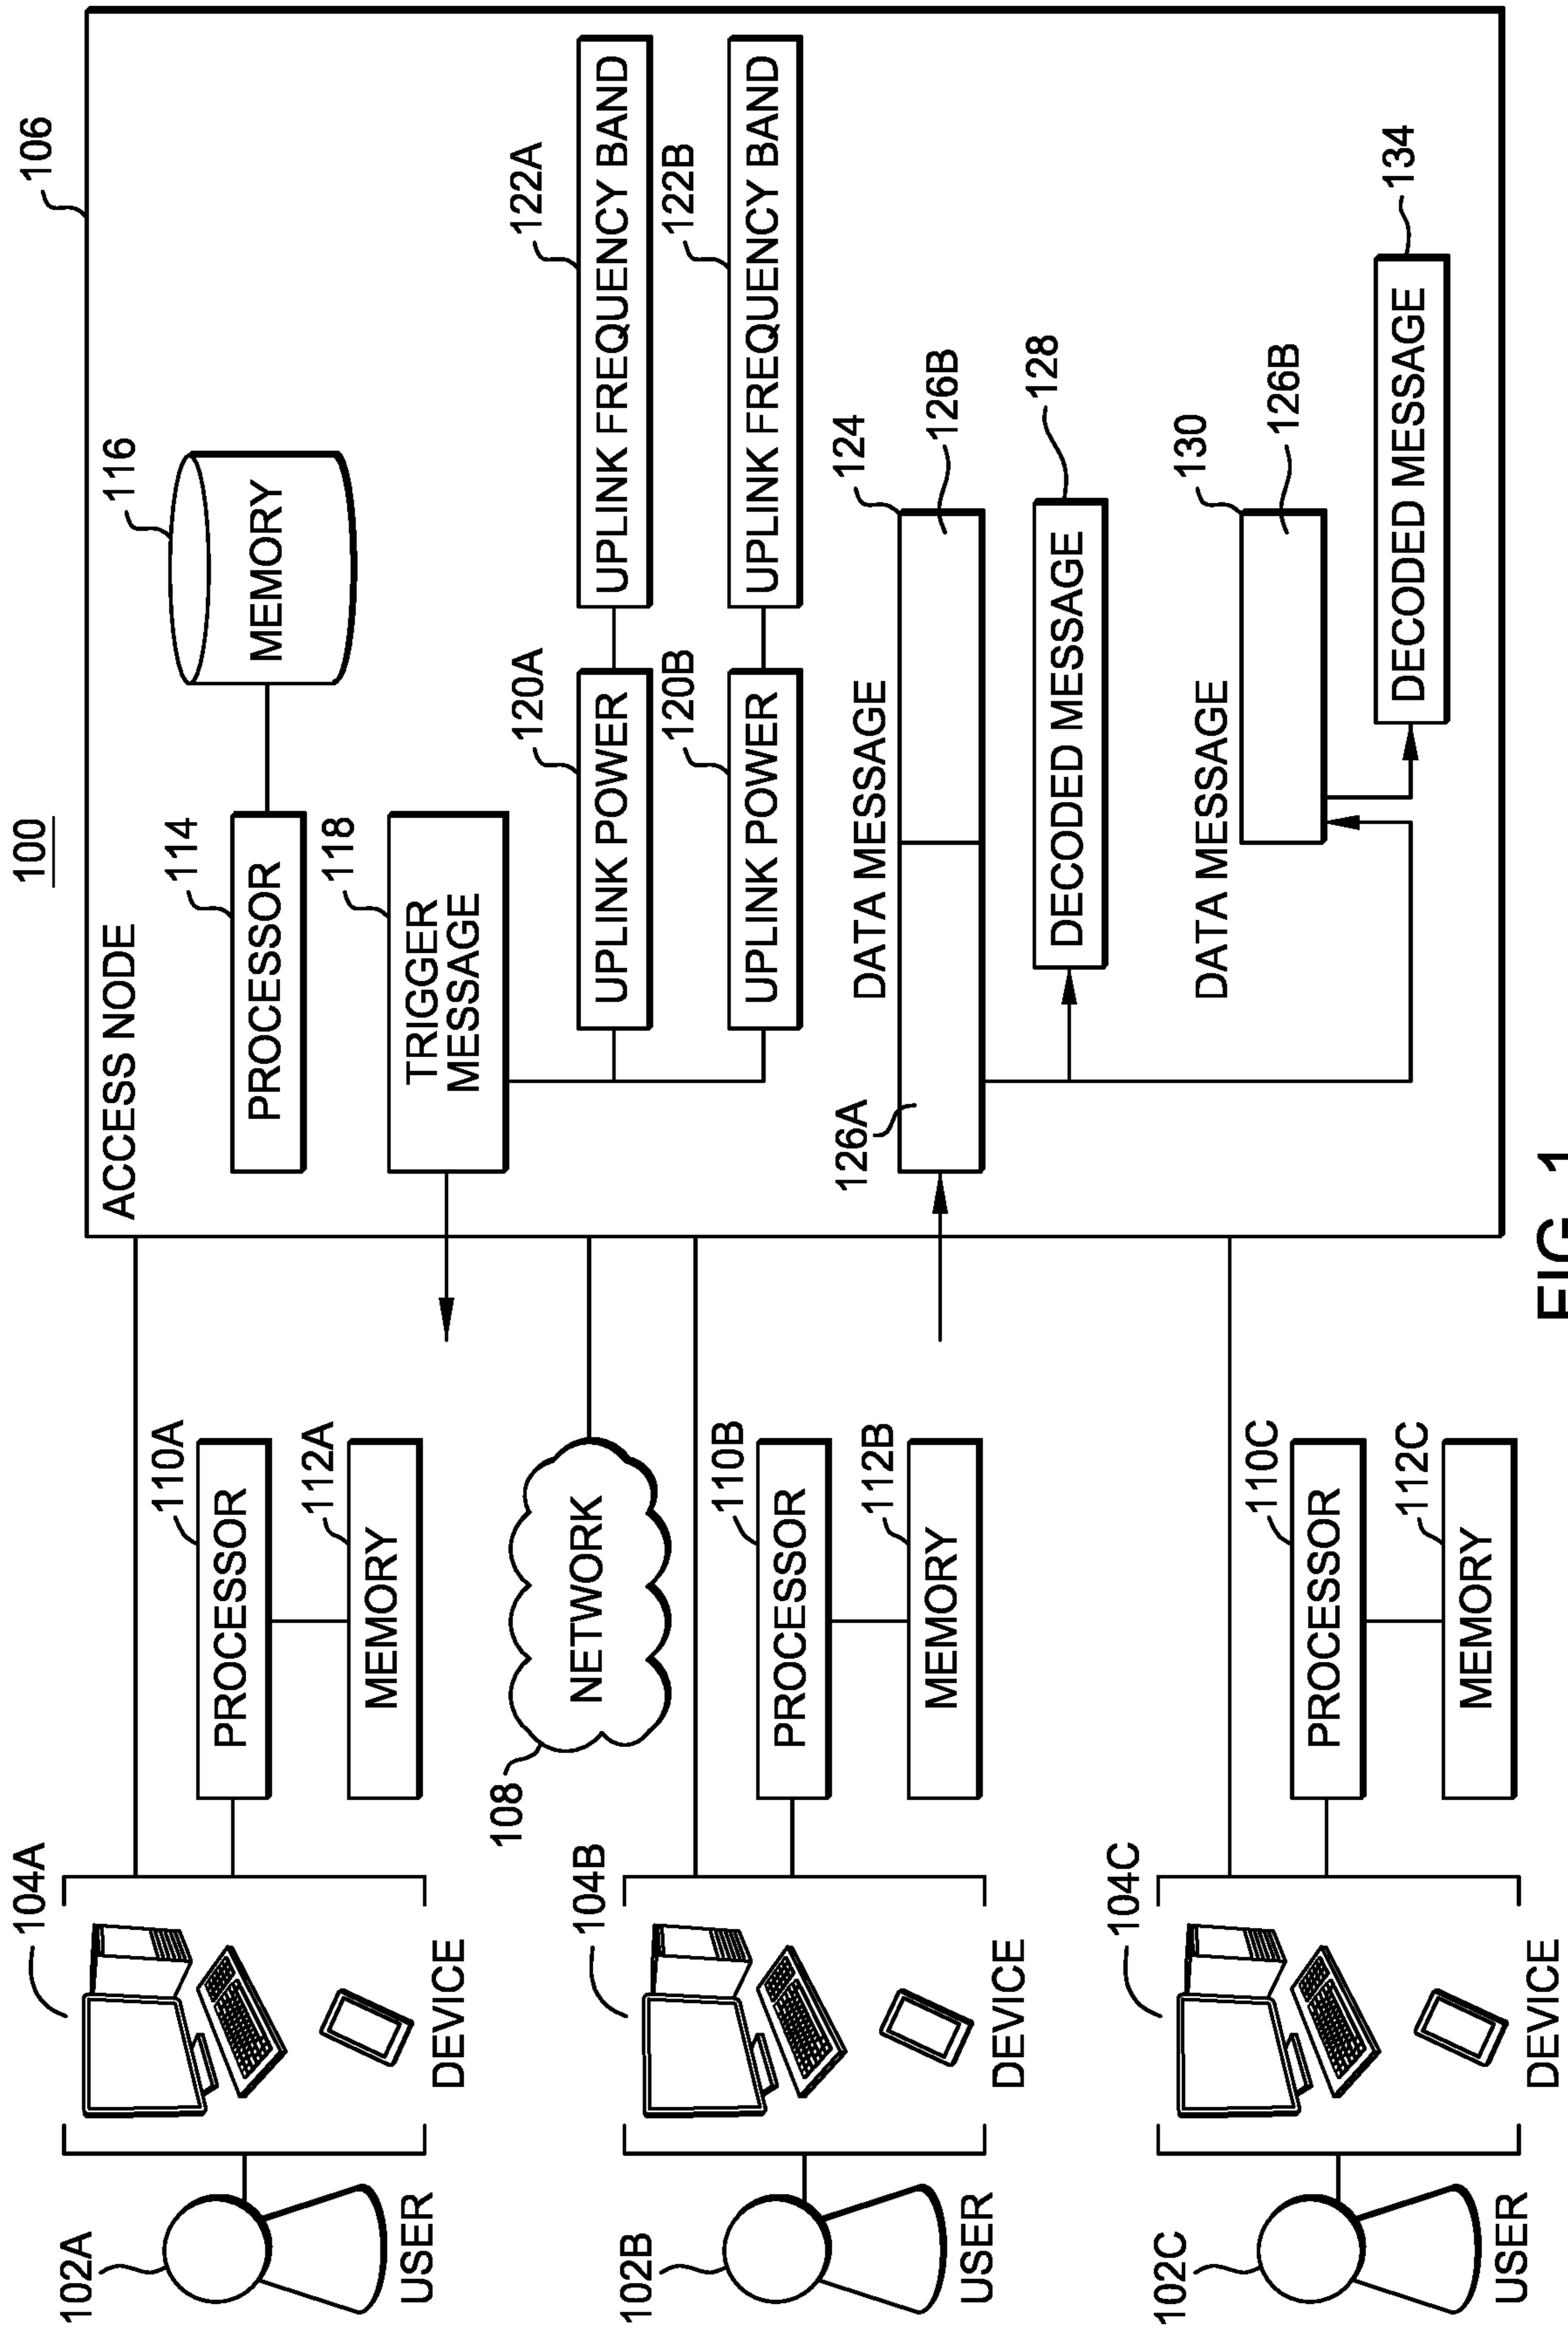 100
106
ACCESS NODE
114
PROCESSOR
116
MEMORY
118
TRIGGER
MESSAGE
120A
UPLINK POWER
122A
UPLINK FREQUENCY BAND
120B
UPLINK POWER
122B
UPLINK FREQUENCY BAND
DATA MESSAGE
124
126A
126B
128
DECODED MESSAGE
DATA MESSAGE
130
126B
134
DECODED MESSAGE
102A
USER
104A
DEVICE
110A
PROCESSOR
112A
MEMORY
108
NETWORK
102B
USER
104B
DEVICE
110B
PROCESSOR
112B
MEMORY
102C
USER
104C
DEVICE
110C
PROCESSOR
112C
MEMORY
FIG. 1